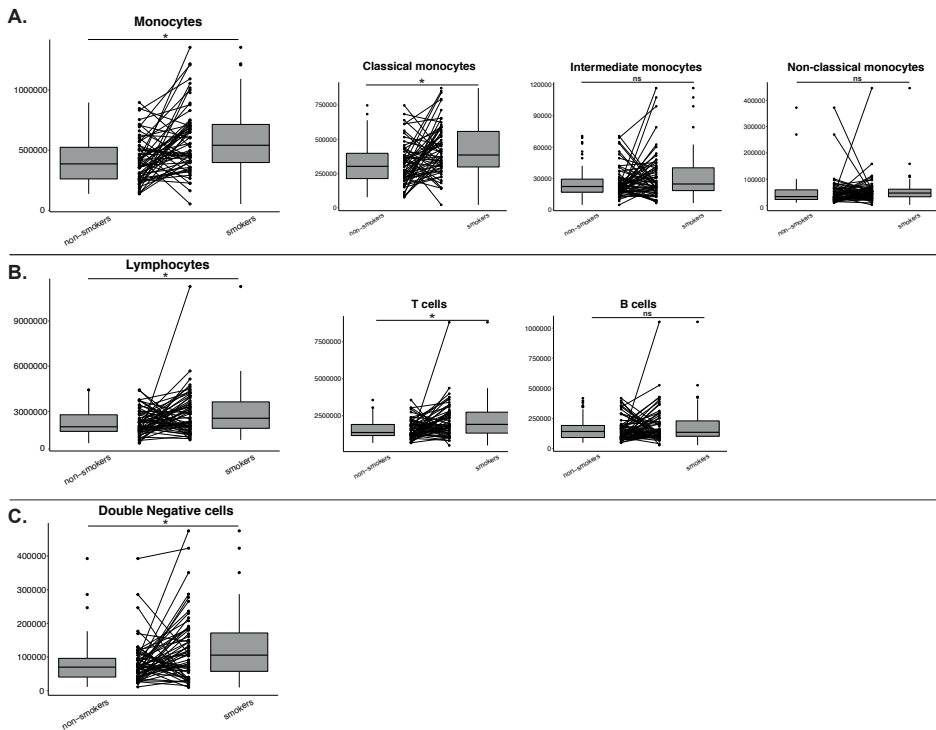 A.
Monocytes
*
1000000
500000
0
non−smokers
smokers
Classical monocytes
*
750000
500000
250000
0
non−smokers
smokers
Intermediate monocytes
ns
120000
90000
60000
30000
0
non−smokers
smokers
Non-classical monocytes
ns
400000
300000
200000
100000
0
non−smokers
smokers
B.
Lymphocytes
*
9000000
6000000
3000000
0
non−smokers
smokers
T cells
*
7500000
5000000
2500000
0
non−smokers
smokers
B cells
ns
1000000
750000
500000
250000
0
non−smokers
smokers
C.
Double Negative cells
*
400000
300000
200000
100000
0
non−smokers
smokers